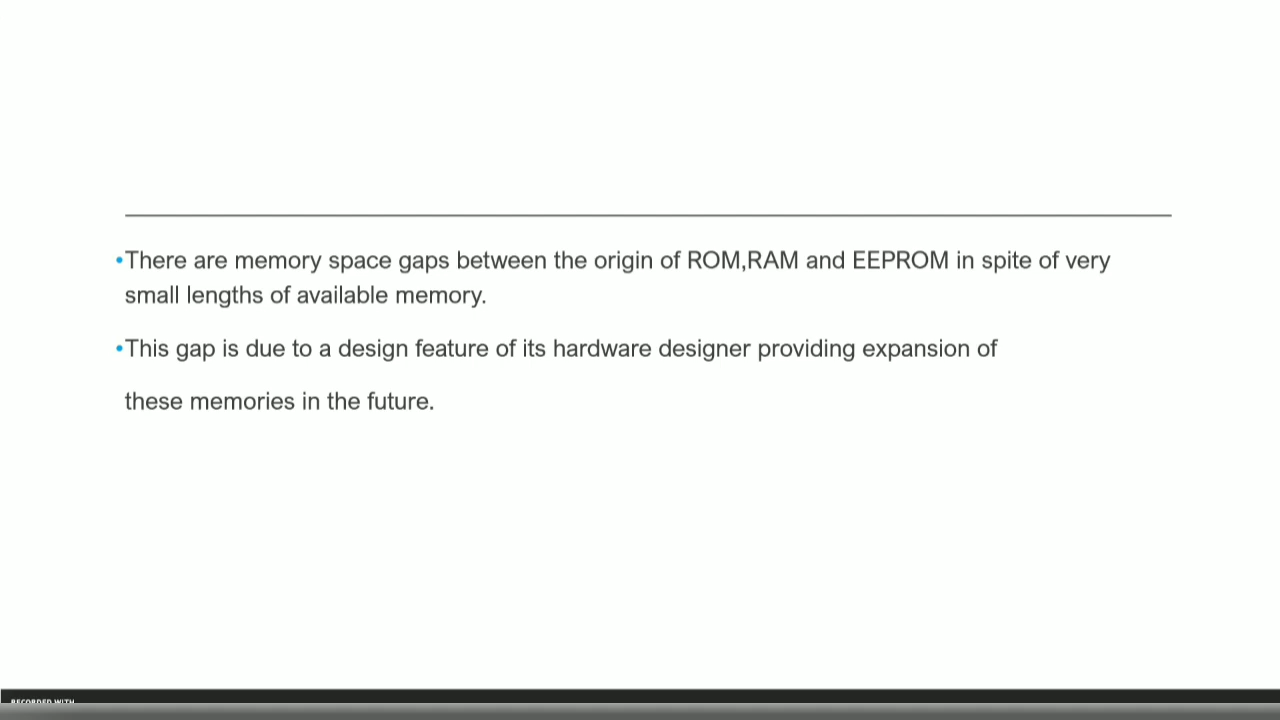 •There are memory space gaps between the origin of ROM,RAM and EEPROM in spite of very
small lengths of available memory.
•This gap is due to a design feature of its hardware designer providing expansion of
these memories in the future.
RECORDED WITH